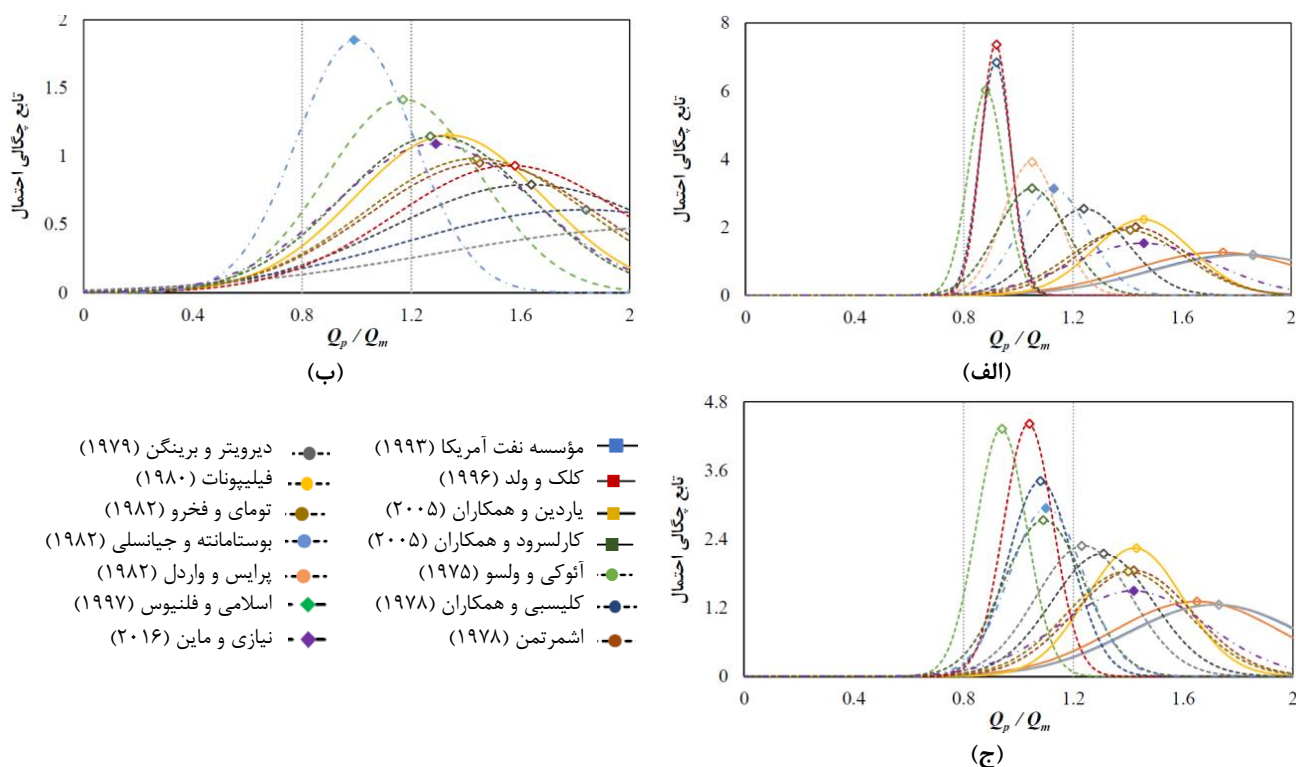 تابع چگالی احتمال
8
6
4
2
0
0 0.4 0.8 1.2 1.6 2
Qp / Qm
(الف)
تابع چگالی احتمال
2
1.5
1
0.5
0
0 0.4 0.8 1.2 1.6 2
Qp / Qm
(ب)
تابع چگالی احتمال
4.8
3.6
2.4
1.2
0
0 0.4 0.8 1.2 1.6 2
Qp / Qm
(ج)
مؤسسه نفت آمریکا (۱۹۹۳)
کلک و ولد (۱۹۹۶)
یاردین و همکاران (۲۰۰۵)
کارلسرود و همکاران (۲۰۰۵)
آئوکی و ولسو (۱۹۷۵)
کلیسبی و همکاران (۱۹۷۸)
اشمرتمن (۱۹۷۸)
دیرویتر و برینگن (۱۹۷۹)
فیلیپونات (۱۹۸۰)
تومای و فخرو (۱۹۸۲)
بوستامانته و جیانسلی (۱۹۸۲)
پرایس و واردل (۱۹۸۲)
اسلامی و فلنیوس (۱۹۹۷)
نیازی و ماین (۲۰۱۶)